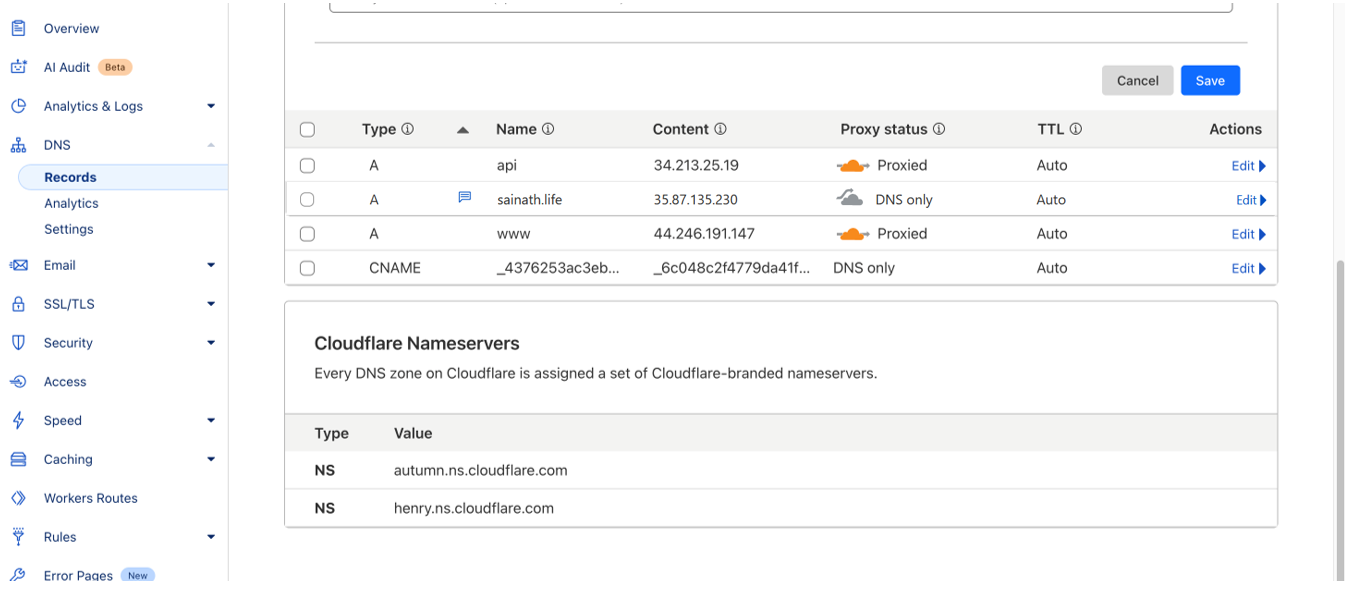 Overview
AI Audit Beta
Analytics & Logs
DNS
Records
Analytics
Settings
Email
SSL/TLS
Security
Access
Speed
Caching
Workers Routes
Rules
Error Pages New
Cancel Save
Type Name Content Proxy status TTL Actions
A api 34.213.25.19 Proxied Auto Edit
A sainath.life 35.87.135.230 DNS only Auto Edit
A www 44.246.191.147 Proxied Auto Edit
CNAME _4376253ac3eb... _6c048c2f4779da41f... DNS only Auto Edit
Cloudflare Nameservers
Every DNS zone on Cloudflare is assigned a set of Cloudflare-branded nameservers.
Type Value
NS autumn.ns.cloudflare.com
NS henry.ns.cloudflare.com